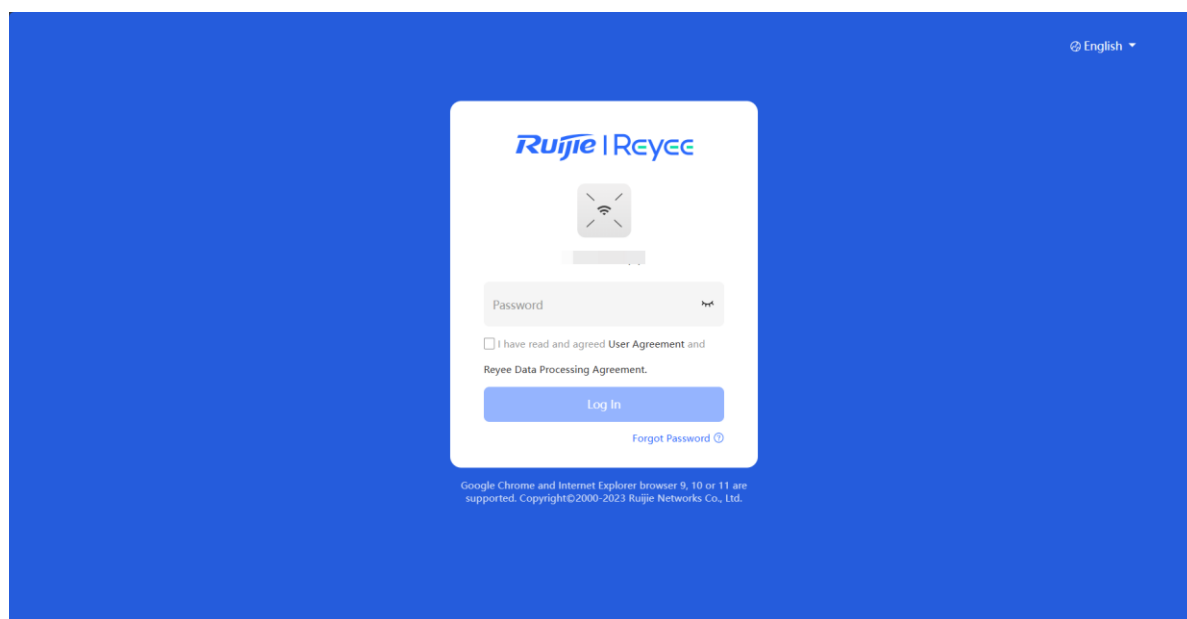 English
Ruijie | Reyee
Password
I have read and agreed User Agreement and
Reyee Data Processing Agreement.
Log In
Forgot Password
Google Chrome and Internet Explorer browser 9, 10 or 11 are
supported. Copyright©2000-2023 Ruijie Networks Co., Ltd.